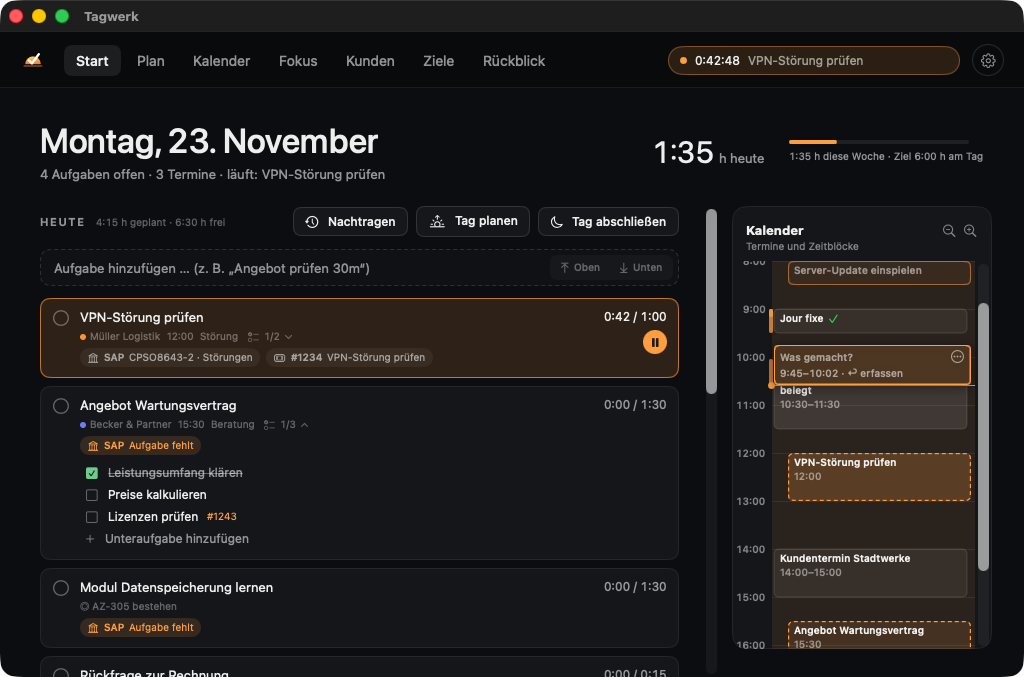 Tagwerk
Start Plan Kalender Fokus Kunden Ziele Rückblick
0:42:48 VPN-Störung prüfen
Montag, 23. November
4 Aufgaben offen · 3 Termine · läuft: VPN-Störung prüfen
1:35 h heute
1:35 h diese Woche · Ziel 6:00 h am Tag
HEUTE 4:15 h geplant · 6:30 h frei
Nachtragen
Tag planen
Tag abschließen
Aufgabe hinzufügen … (z. B. „Angebot prüfen 30m“)
Oben
Unten
VPN-Störung prüfen 0:42 / 1:00
Müller Logistik 12:00 Störung 1/2
SAP CPSO8643-2 · Störungen #1234 VPN-Störung prüfen
Angebot Wartungsvertrag 0:00 / 1:30
Becker & Partner 15:30 Beratung 1/3
SAP Aufgabe fehlt
Leistungsumfang klären
Preise kalkulieren
Lizenzen prüfen #1243
+ Unteraufgabe hinzufügen
Modul Datenspeicherung lernen 0:00 / 1:30
AZ-305 bestehen
SAP Aufgabe fehlt
Rückfrage zur Rechnung 0:00 / 0:15
Kalender
Termine und Zeitblöcke
8:00
Server-Update einspielen
9:00
Jour fixe ✓
10:00
Was gemacht?
9:45–10:02 · ↩ erfassen
belegt
10:30–11:30
11:00
12:00
VPN-Störung prüfen
12:00
13:00
14:00
Kundentermin Stadtwerke
14:00–15:00
15:00
Angebot Wartungsvertrag
15:30
16:00